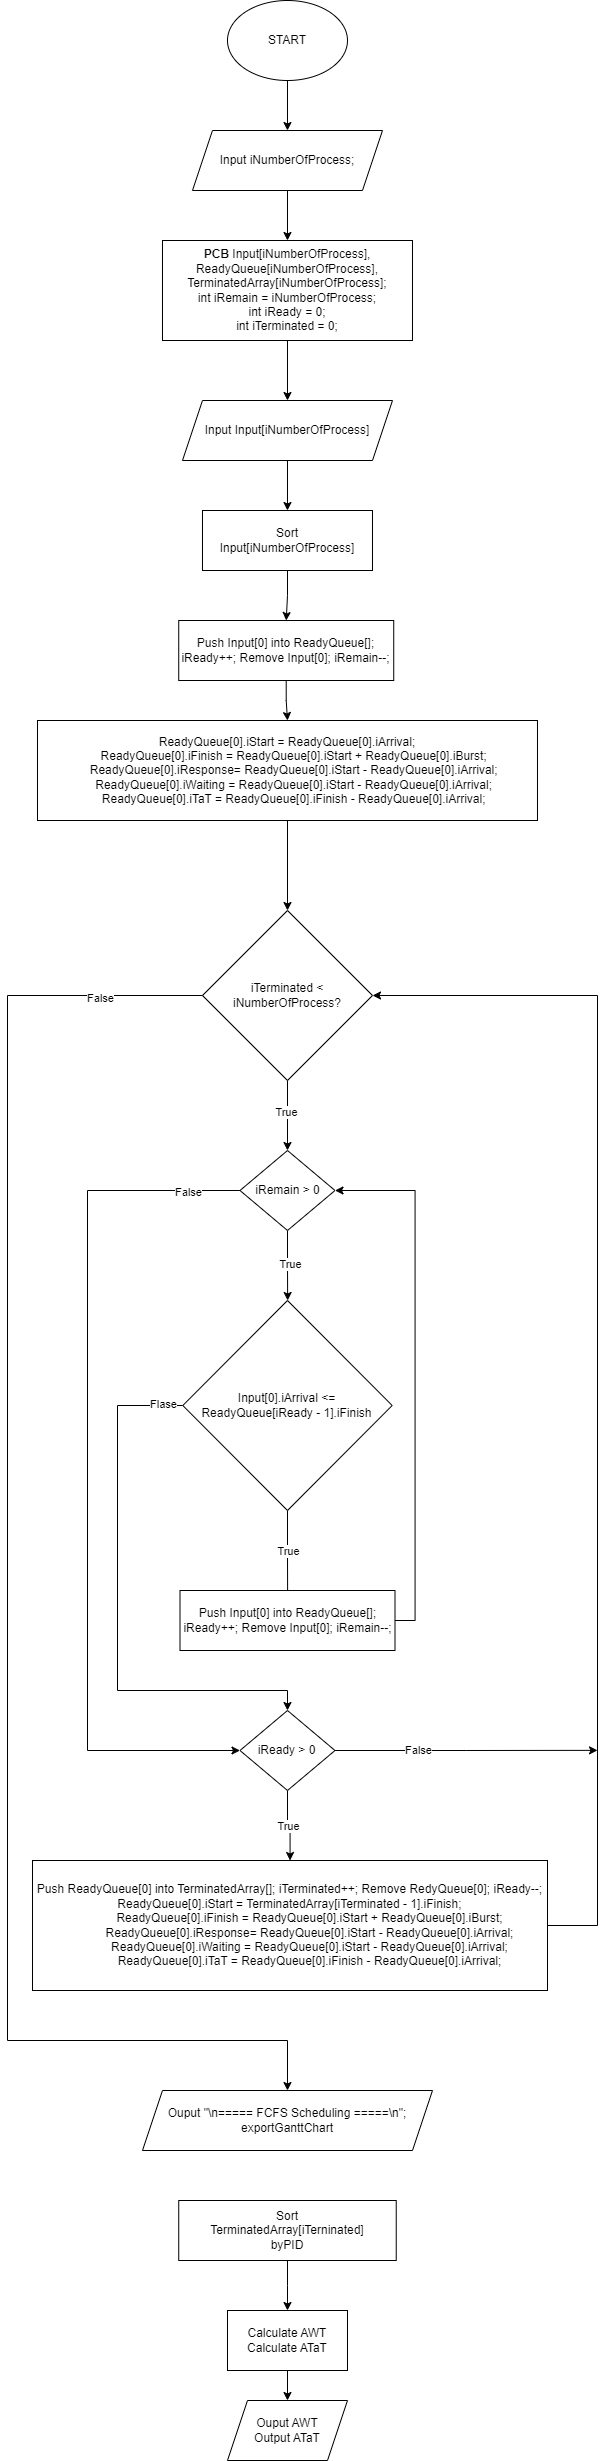 START
Input iNumberOfProcess;
PCB Input[iNumberOfProcess],
ReadyQueue[iNumberOfProcess],
TerminatedArray[iNumberOfProcess];
int iRemain = iNumberOfProcess;
int iReady = 0;
int iTerminated = 0;
Input Input[iNumberOfProcess]
Sort
Input[iNumberOfProcess]
Push Input[0] into ReadyQueue[];
iReady++; Remove Input[0]; iRemain--;
ReadyQueue[0].iStart = ReadyQueue[0].iArrival;
ReadyQueue[0].iFinish = ReadyQueue[0].iStart + ReadyQueue[0].iBurst;
ReadyQueue[0].iResponse= ReadyQueue[0].iStart - ReadyQueue[0].iArrival;
ReadyQueue[0].iWaiting = ReadyQueue[0].iStart - ReadyQueue[0].iArrival;
ReadyQueue[0].iTaT = ReadyQueue[0].iFinish - ReadyQueue[0].iArrival;
iTerminated <
iNumberOfProcess?
False
True
iRemain > 0
False
True
Input[0].iArrival <=
ReadyQueue[iReady - 1].iFinish
Flase
True
Push Input[0] into ReadyQueue[];
iReady++; Remove Input[0]; iRemain--;
iReady > 0
False
True
Push ReadyQueue[0] into TerminatedArray[]; iTerminated++; Remove RedyQueue[0]; iReady--;
ReadyQueue[0].iStart = TerminatedArray[iTerminated - 1].iFinish;
ReadyQueue[0].iFinish = ReadyQueue[0].iStart + ReadyQueue[0].iBurst;
ReadyQueue[0].iResponse= ReadyQueue[0].iStart - ReadyQueue[0].iArrival;
ReadyQueue[0].iWaiting = ReadyQueue[0].iStart - ReadyQueue[0].iArrival;
ReadyQueue[0].iTaT = ReadyQueue[0].iFinish - ReadyQueue[0].iArrival;
Ouput "\n===== FCFS Scheduling =====\n";
exportGanttChart
Sort
TerminatedArray[iTerninated]
byPID
Calculate AWT
Calculate ATaT
Ouput AWT
Output ATaT